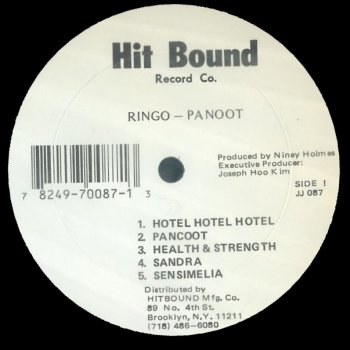 Hit Bound
Record Co.
RINGO – PANOOT
Produced by Niney Holmes
Executive Producer:
Joseph Hoo Kim
SIDE I
JJ 087
7 8249-70087-1 3
1. HOTEL HOTEL HOTEL
2. PANCOOT
3. HEALTH & STRENGTH
4. SANDRA
5. SENSIMELIA
Distributed by
HITBOUND Mfg. Co.
89 No. 4th St.
Brooklyn, N.Y. 11211
(718) 486-6080